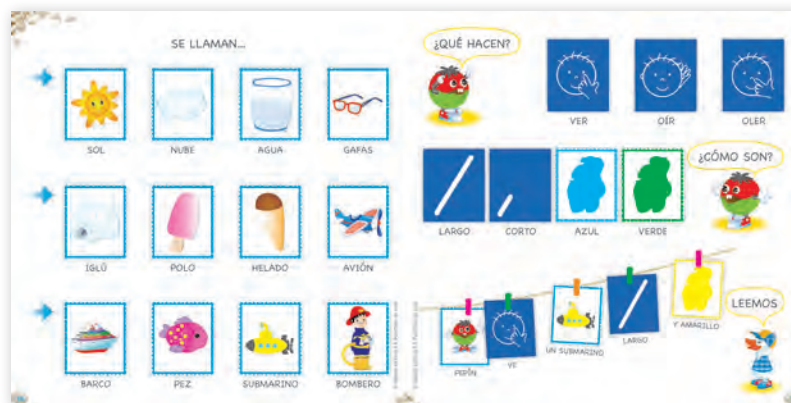 SE LLAMAN...
SOL NUBE AGUA GAFAS
IGLÚ POLO HELADO AVIÓN
BARCO PEZ SUBMARINO BOMBERO
¿QUÉ HACEN?
VER OÍR OLER
¿CÓMO SON?
LARGO CORTO AZUL VERDE
LEEMOS
PEPÍN VE UN SUBMARINO LARGO Y AMARILLO